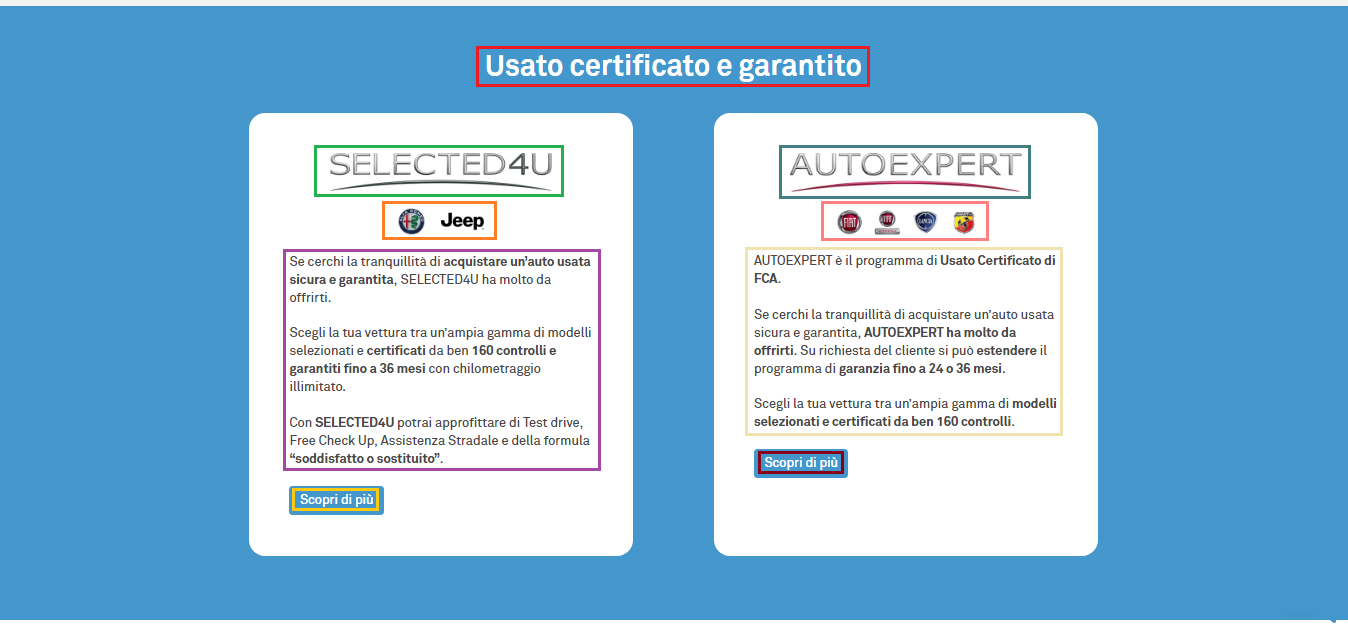 Usato certificato e garantito
SELECTED4U
Jeep
Se cerchi la tranquillità di acquistare un'auto usata
sicura e garantita, SELECTED4U ha molto da
offrirti.
Scegli la tua vettura tra un'ampia gamma di modelli
selezionati e certificati da ben 160 controlli e
garantiti fino a 36 mesi con chilometraggio
illimitato.
Con SELECTED4U potrai approfittare di Test drive,
Free Check Up, Assistenza Stradale e della formula
“soddisfatto o sostituito”.
Scopri di più
AUTOEXPERT
FIAT
FIAT
LANCIA
AUTOEXPERT è il programma di Usato Certificato di
FCA.
Se cerchi la tranquillità di acquistare un'auto usata
sicura e garantita, AUTOEXPERT ha molto da
offrirti. Su richiesta del cliente si può estendere il
programma di garanzia fino a 24 o 36 mesi.
Scegli la tua vettura tra un'ampia gamma di modelli
selezionati e certificati da ben 160 controlli.
Scopri di più